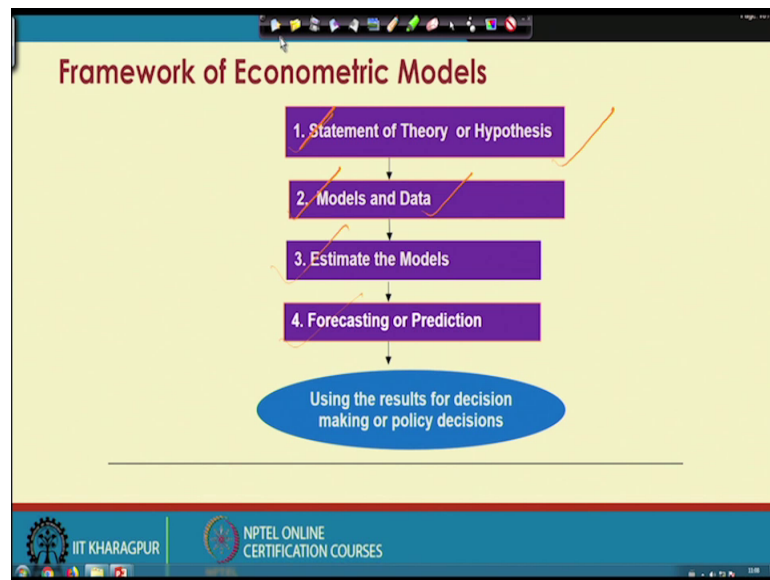 Framework of Econometric Models
1. Statement of Theory or Hypothesis
2. Models and Data
3. Estimate the Models
4. Forecasting or Prediction
Using the results for decision
making or policy decisions
IIT KHARAGPUR
NPTEL ONLINE
CERTIFICATION COURSES